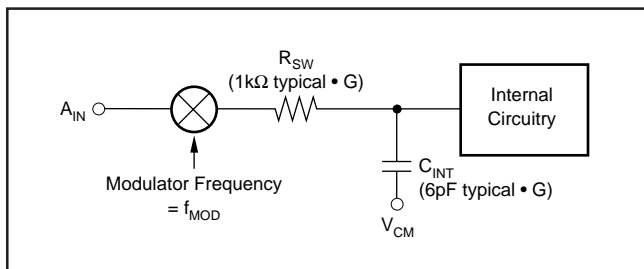 R_SW
(1kΩ typical • G)
A_IN
Internal
Circuitry
Modulator Frequency
= f_MOD
C_INT
(6pF typical • G)
V_CM